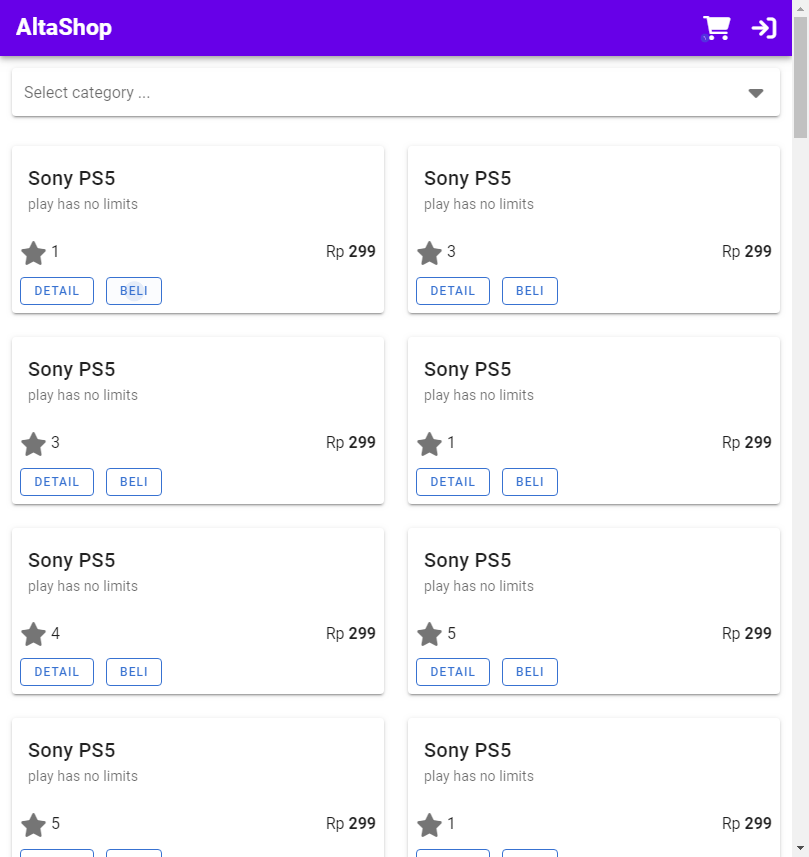 AltaShop
Select category ...
Sony PS5
play has no limits
1 Rp 299
DETAIL BELI
Sony PS5
play has no limits
3 Rp 299
DETAIL BELI
Sony PS5
play has no limits
3 Rp 299
DETAIL BELI
Sony PS5
play has no limits
1 Rp 299
DETAIL BELI
Sony PS5
play has no limits
4 Rp 299
DETAIL BELI
Sony PS5
play has no limits
5 Rp 299
DETAIL BELI
Sony PS5
play has no limits
5 Rp 299
Sony PS5
play has no limits
1 Rp 299